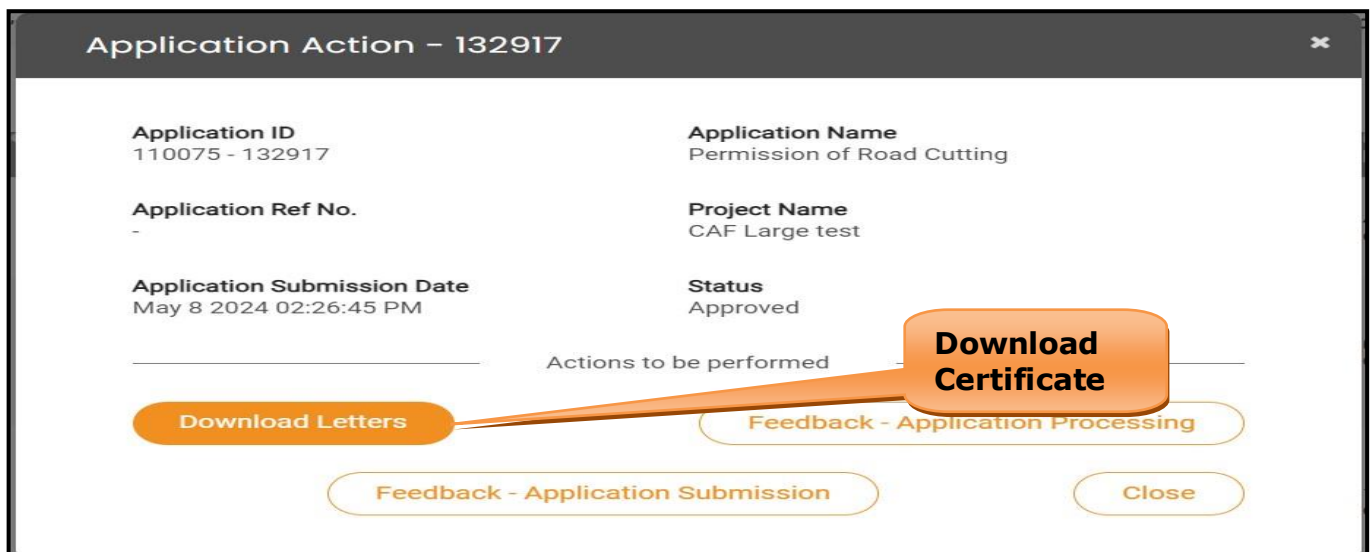 Application Action - 132917
×
Application ID
110075 - 132917
Application Name
Permission of Road Cutting
Application Ref No.
-
Project Name
CAF Large test
Application Submission Date
May 8 2024 02:26:45 PM
Status
Approved
Actions to be performed
Download
Certificate
Download Letters
Feedback - Application Processing
Feedback - Application Submission
Close